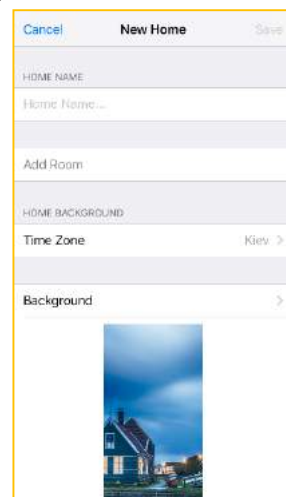 Cancel New Home Save
HOME NAME
Home Name...
Add Room
HOME BACKGROUND
Time Zone Kiev >
Background >